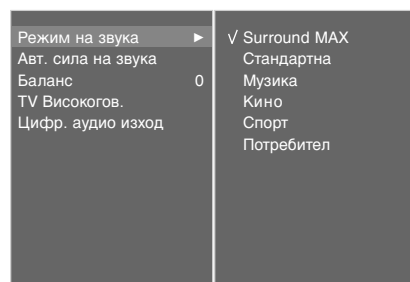 Режим на звука ►
Авт. сила на звука
Баланс 0
TV Високогов.
Цифр. аудио изход
√ Surround MAX
Стандартна
Музика
Кино
Спорт
Потребител